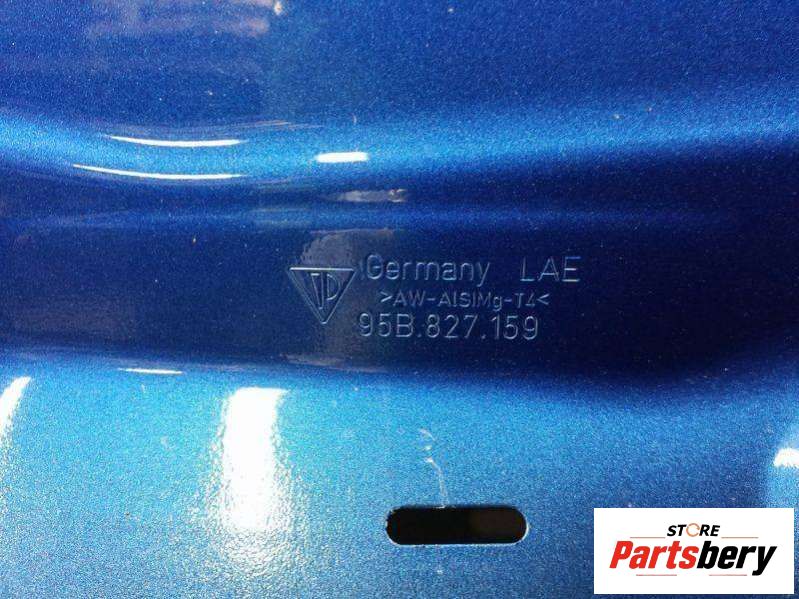 Germany LAE
>AW-AlSiMg-T4<
95B.827.159
STORE
Partsbery